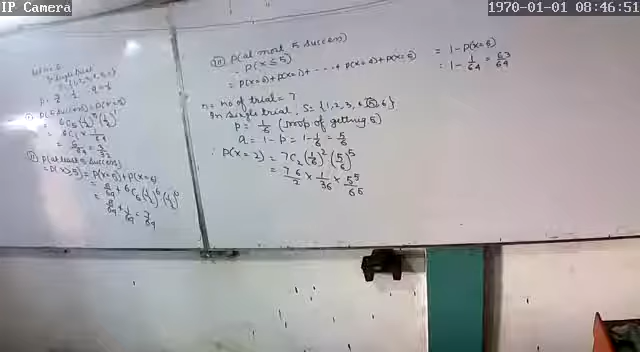 IP Camera
1970-01-01 08:46:51
i) P(5 success) = P(X=5)
= 6C5 (1/2)^5 (1/2)^1
= 6C1 × 1/64
= 6/64 = 3/32
ii) P(at least 5 success)
= P(X≥5) = P(X=5) + P(X=6)
= 6/64 + 6C6 (1/2)^6 (1/2)^0
= 6/64 + 1/64 = 7/64
iii) P(at most 5 success)
= P(X≤5)
= P(X=0) + P(X=1) + - - - + P(X=4) + P(X=5)
= 1 - P(X=6)
= 1 - 1/64 = 63/64
n = no of trial = 7
In single trial, S = {1, 2, 3, 4, 5, 6}
p = 1/6 (prob of getting 5)
q = 1 - p = 1 - 1/6 = 5/6
∴ P(X=2) = 7C2 (1/6)^2 · (5/6)^5
= 7·6/2 × 1/36 × 5^5/6^5